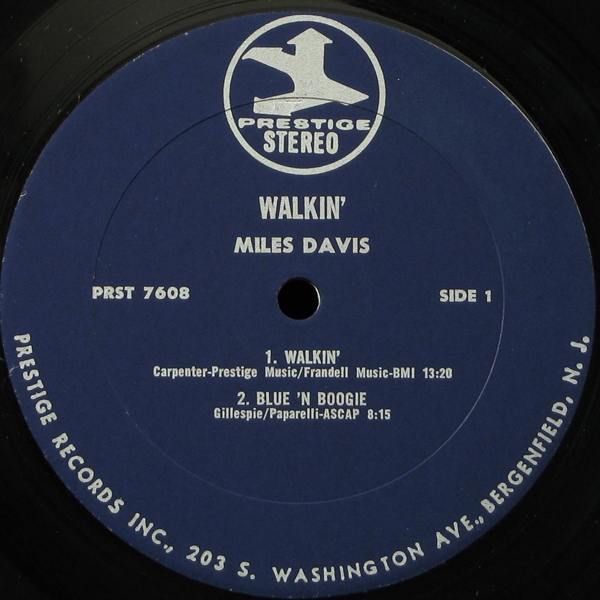 PRESTIGE
STEREO
WALKIN'
MILES DAVIS
PRST 7608
SIDE 1
1. WALKIN'
Carpenter-Prestige Music/Frandell Music-BMI 13:20
2. BLUE 'N BOOGIE
Gillespie/Paparelli-ASCAP 8:15
PRESTIGE RECORDS INC., 203 S. WASHINGTON AVE., BERGENFIELD, N. J.